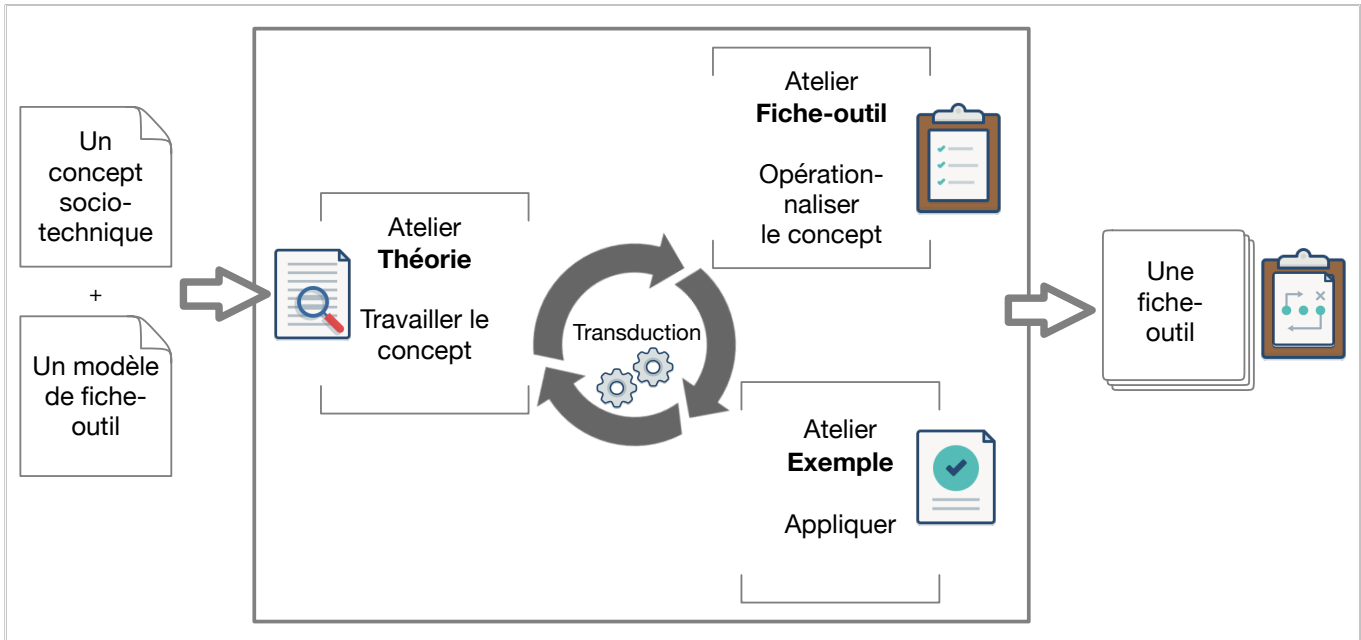 Un
concept
socio-
technique
+
Un modèle
de fiche-
outil
Atelier
Théorie
Travailler le
concept
Transduction
Atelier
Fiche-outil
Opération-
naliser
le concept
Atelier
Exemple
Appliquer
Une
fiche-
outil